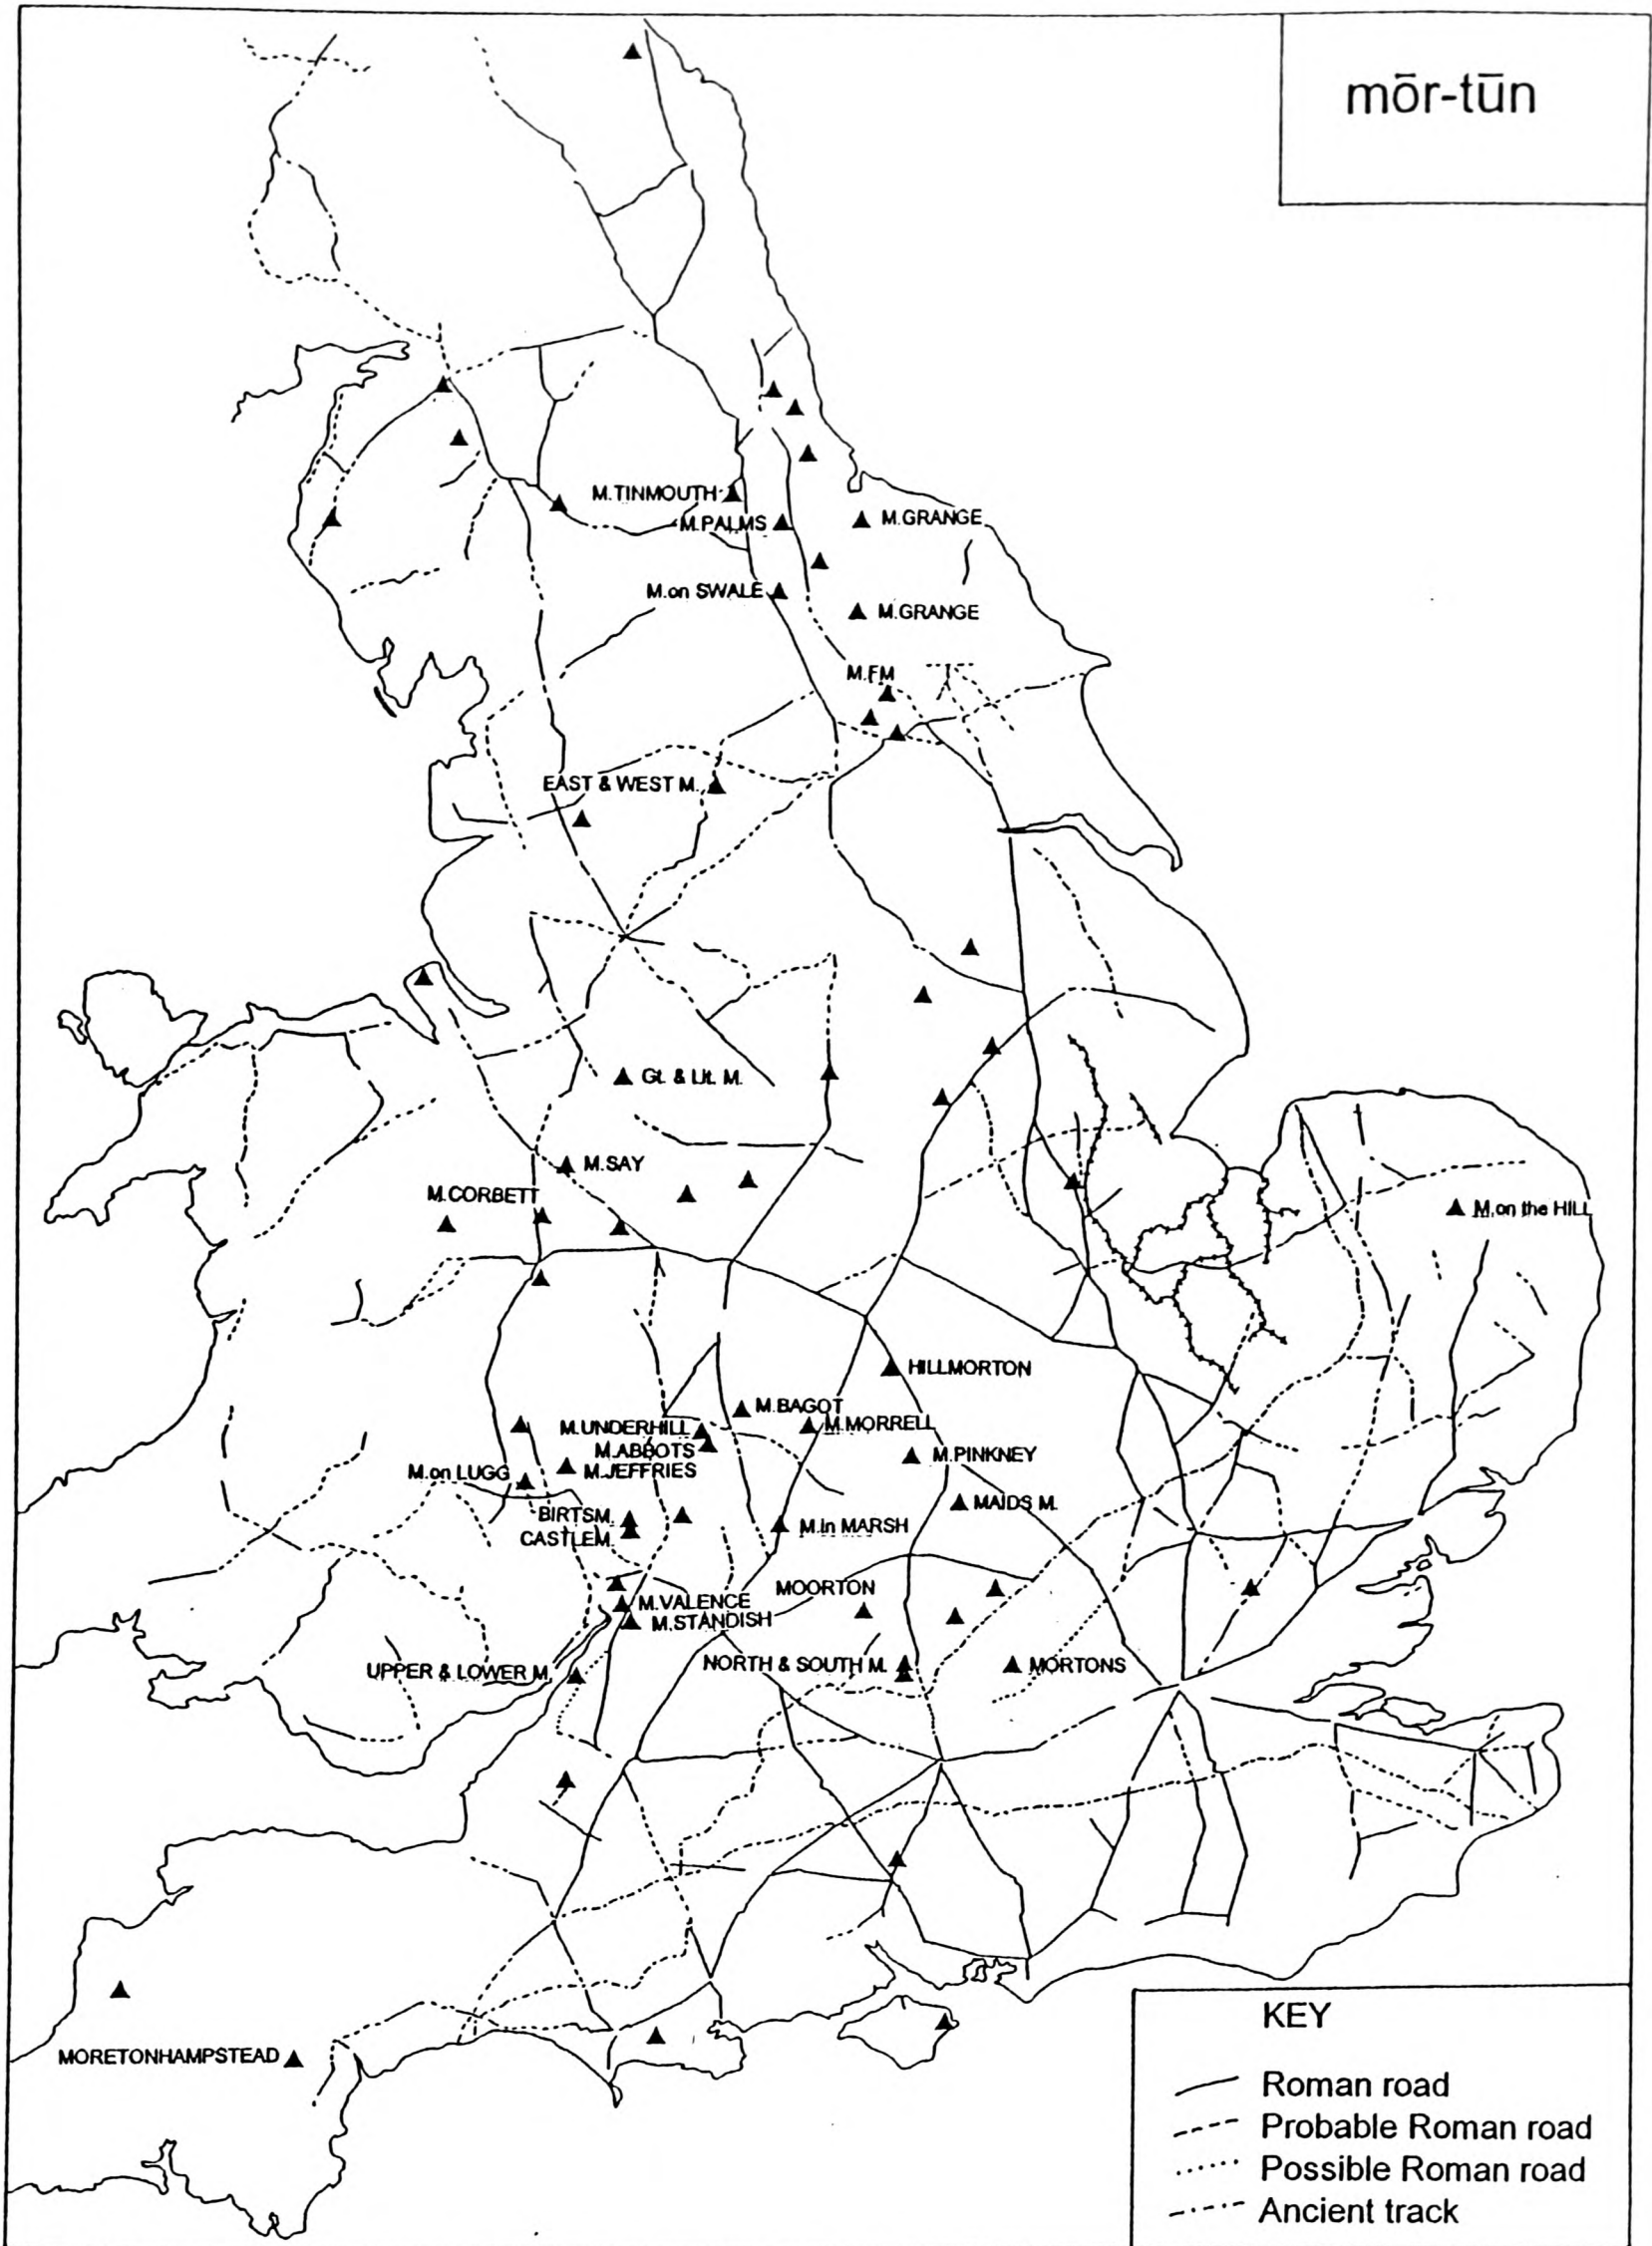 mōr-tūn
M.TINMOUTH
M.PALMS
M.GRANGE
M.on SWALE
M.GRANGE
M.FM
EAST & WEST M.
Gt. & Lit. M.
M.SAY
M.CORBETT
M.on the HILL
HILLMORTON
M.BAGOT
M.UNDERHILL
M.MORRELL
M.ABBOTS
M.PINKNEY
M.on LUGG
M.JEFFRIES
MAIDS M.
BIRTSM.
M.in MARSH
CASTLEM.
MOORTON
M.VALENCE
M.STANDISH
UPPER & LOWER M.
NORTH & SOUTH M.
MORTONS
MORETONHAMPSTEAD
KEY
Roman road
Probable Roman road
Possible Roman road
Ancient track